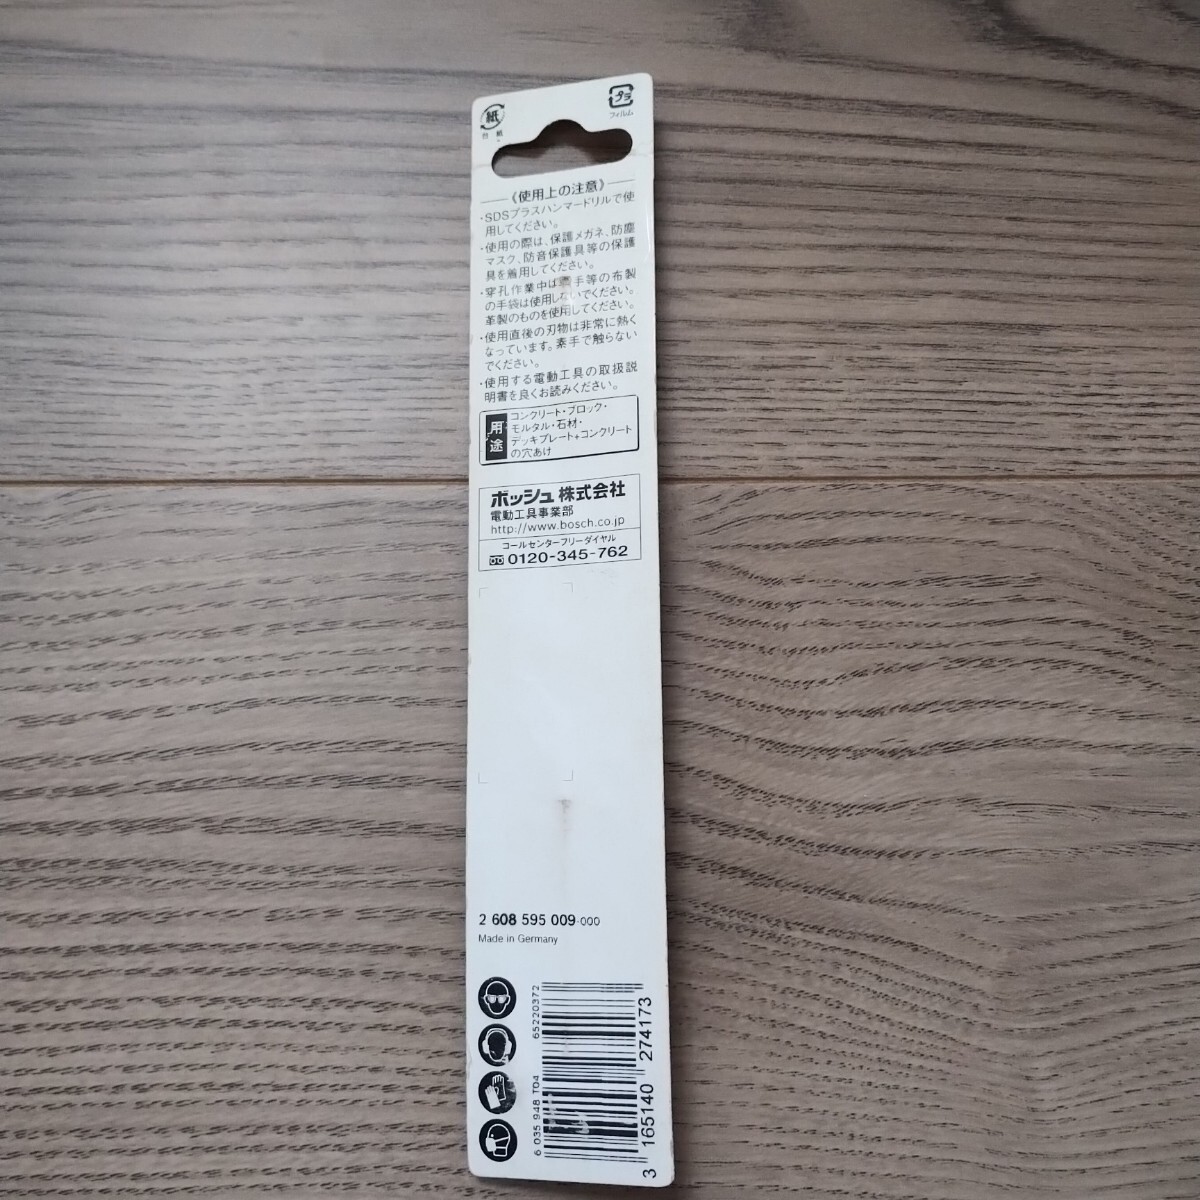 紙
台紙
プラ
フィルム
《使用上の注意》
・SDSプラスハンマードリルで使
用してください。
・使用の際は、保護メガネ、防塵
マスク、防音保護具等の保護
具を着用してください。
・穿孔作業中は 手等の布製
の手袋は使用しないでください。
革製のものを使用してください。
・使用直後の刃物は非常に熱く
なっています。素手で触らない
でください。
・使用する電動工具の取扱説
明書を良くお読みください。
用途
コンクリート・ブロック・
モルタル・石材・
デッキプレート+コンクリート
の穴あけ
ボッシュ株式会社
電動工具事業部
http://www.bosch.co.jp
コールセンターフリーダイヤル
0120-345-762
2 608 595 009-000
Made in Germany
6 035 948 T04 65220372
3 165140 274173